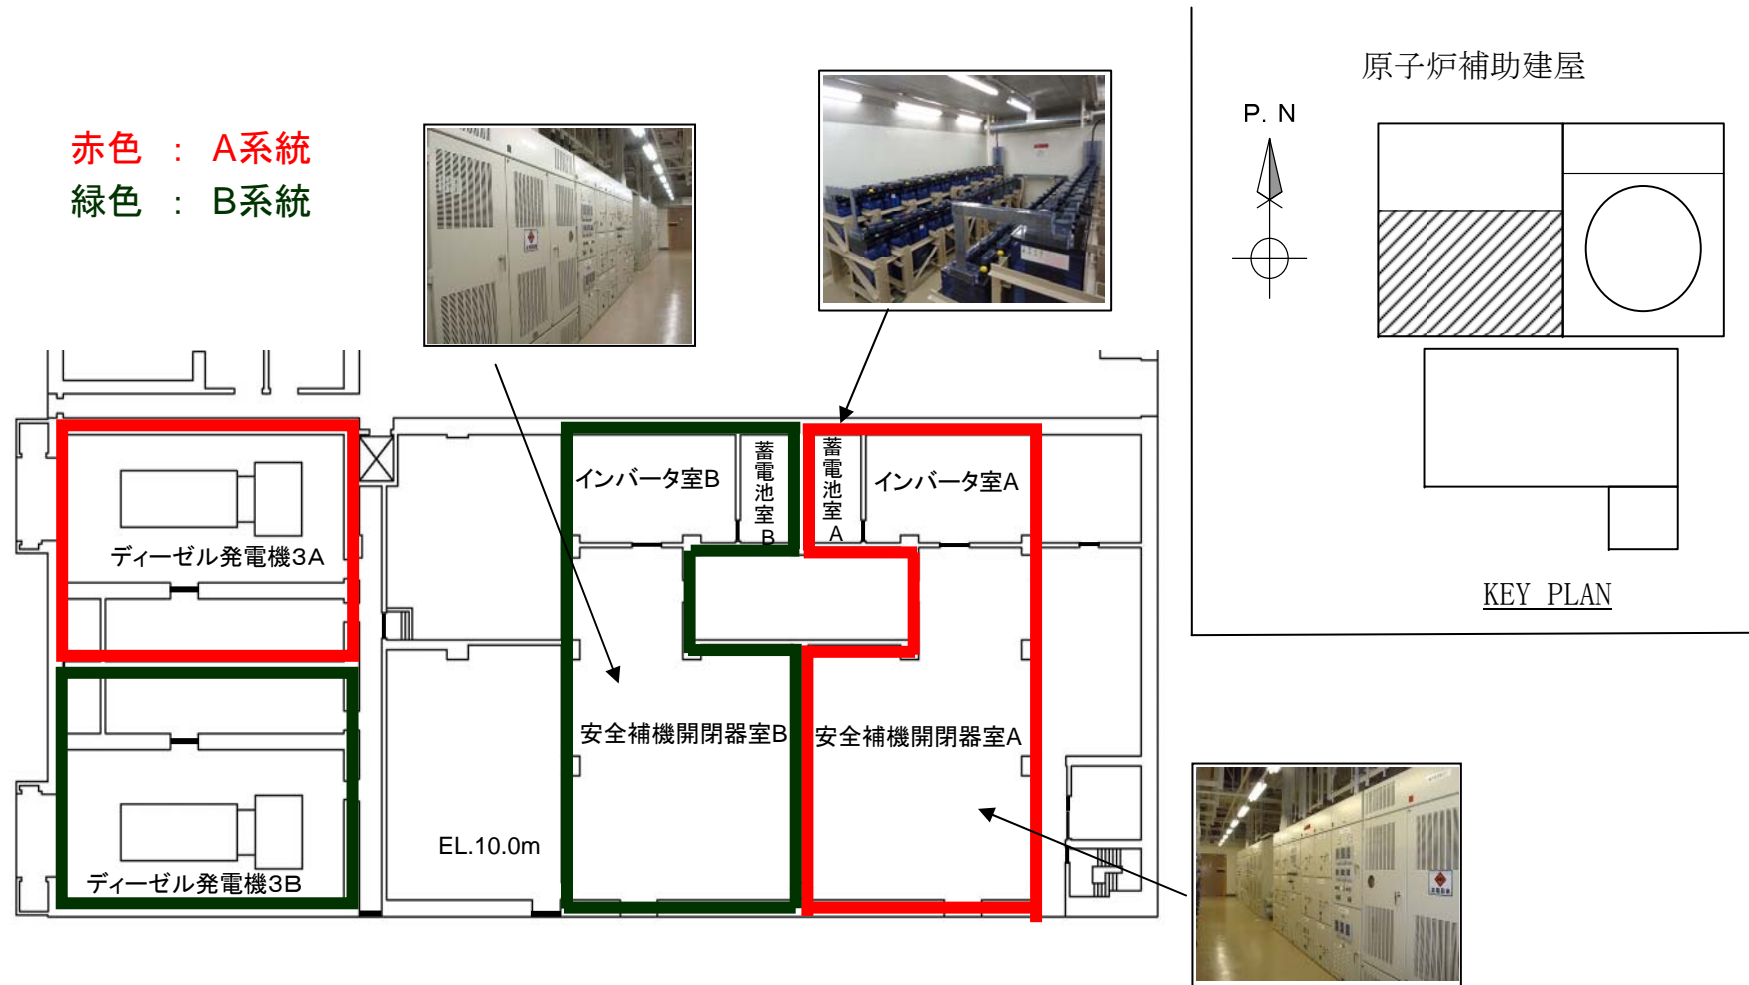 赤色 : A系統
緑色 : B系統
原子炉補助建屋
P. N
KEY PLAN
インバータ室B
蓄電池室B
蓄電池室A
インバータ室A
ディーゼル発電機3A
安全補機開閉器室B
安全補機開閉器室A
EL.10.0m
ディーゼル発電機3B